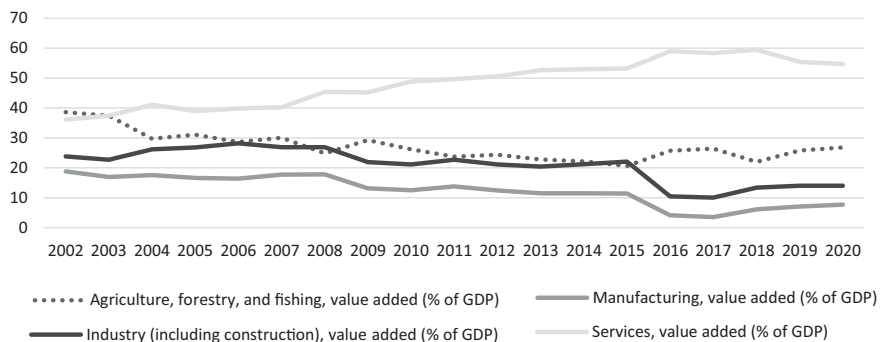 70
60
50
40
30
20
10
0
2002 2003 2004 2005 2006 2007 2008 2009 2010 2011 2012 2013 2014 2015 2016 2017 2018 2019 2020
Agriculture, forestry, and fishing, value added (% of GDP) Manufacturing, value added (% of GDP)
Industry (including construction), value added (% of GDP) Services, value added (% of GDP)